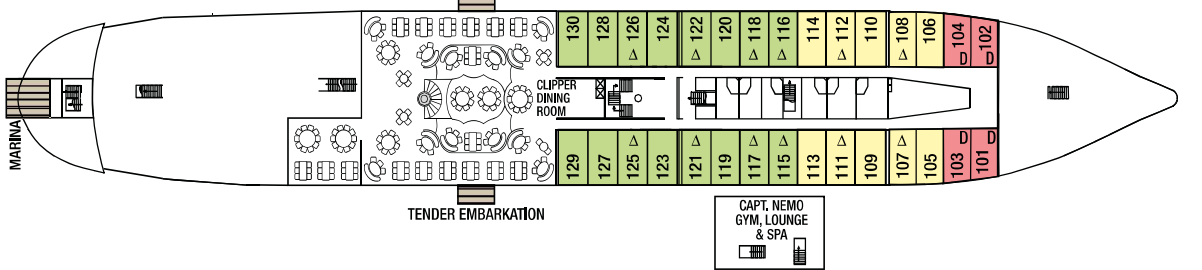 130
128
△ 126
124
△ 122
120
△ 118
△ 116
114
△ 112
110
△ 108
106
D 104
D 102
CLIPPER
DINING
ROOM
MARINA
129
127
125 △
123
121 △
119
117 △
115 △
113
111 △
109
107 △
105
103 D
101 D
TENDER EMBARKATION
CAPT. NEMO
GYM, LOUNGE
& SPA